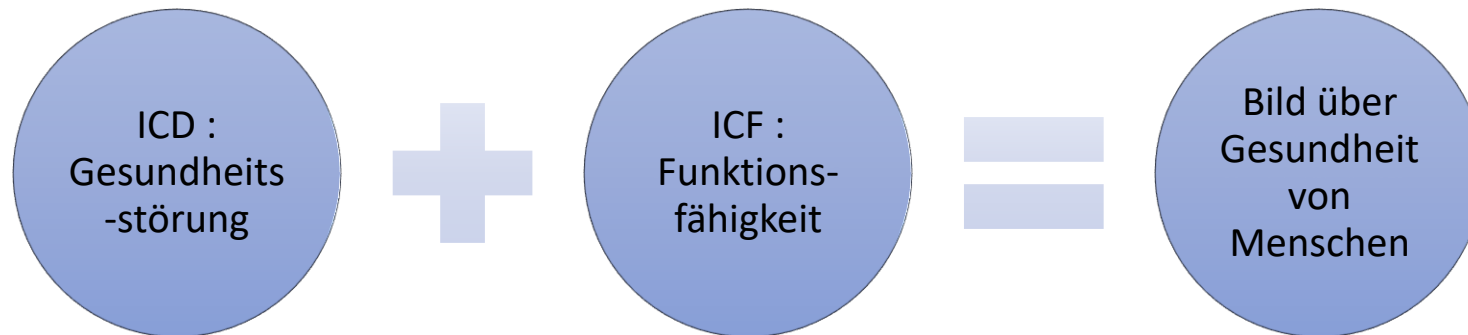 ICD :
Gesundheits
-störung
ICF :
Funktions-
fähigkeit
Bild über
Gesundheit
von
Menschen